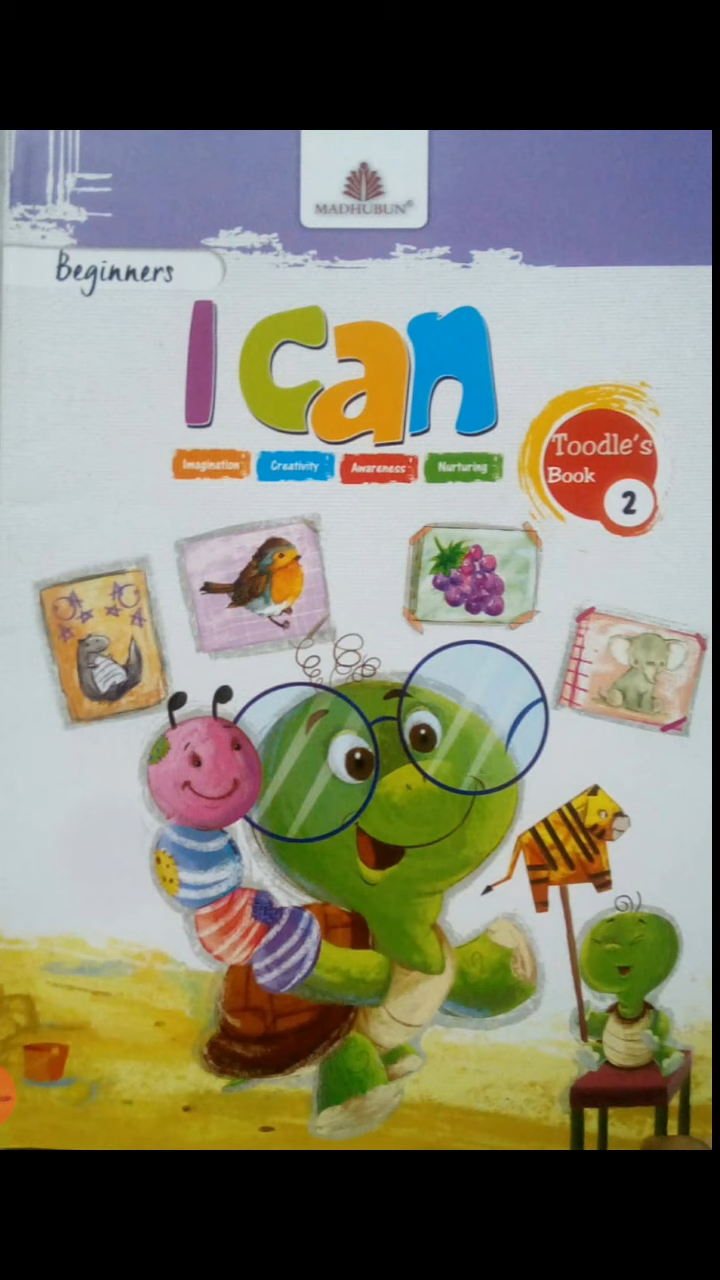 MADHUBUN®
Beginners
I can
Imagination Creativity Awareness Nurturing
Toodle's
Book
2